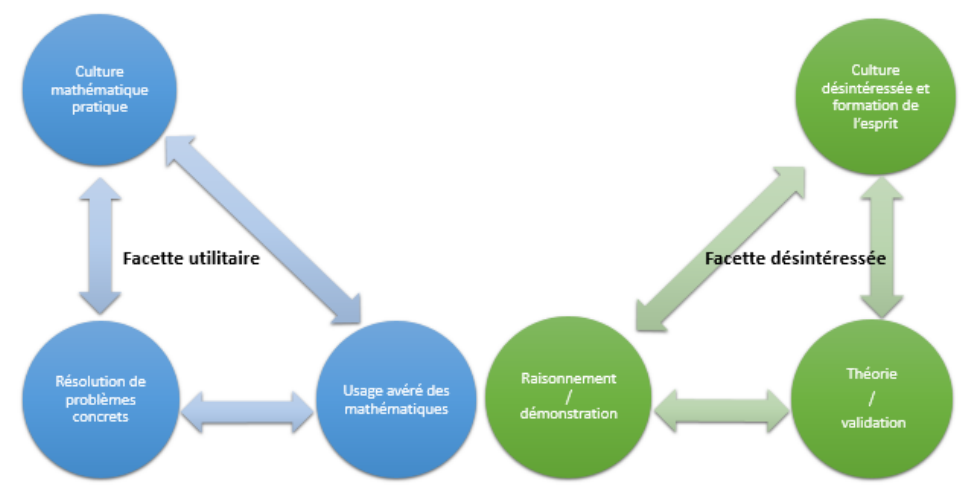 Culture
mathématique
pratique
Culture
désintéressée et
formation de
l'esprit
Facette utilitaire
Facette désintéressée
Résolution de
problèmes
concrets
Usage avéré des
mathématiques
Raisonnement
/
démonstration
Théorie
/
validation